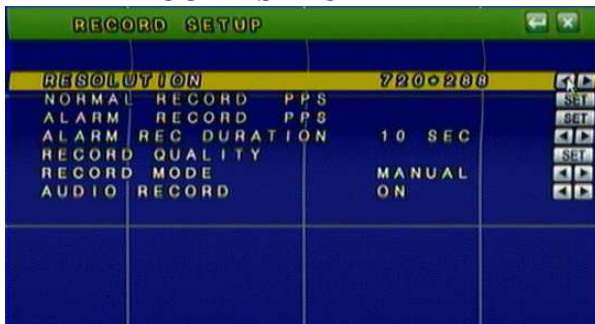 RECORD SETUP
RESOLUTION 720*288
NORMAL RECORD PPS SET
ALARM RECORD PPS SET
ALARM REC DURATION 10 SEC
RECORD QUALITY SET
RECORD MODE MANUAL
AUDIO RECORD ON